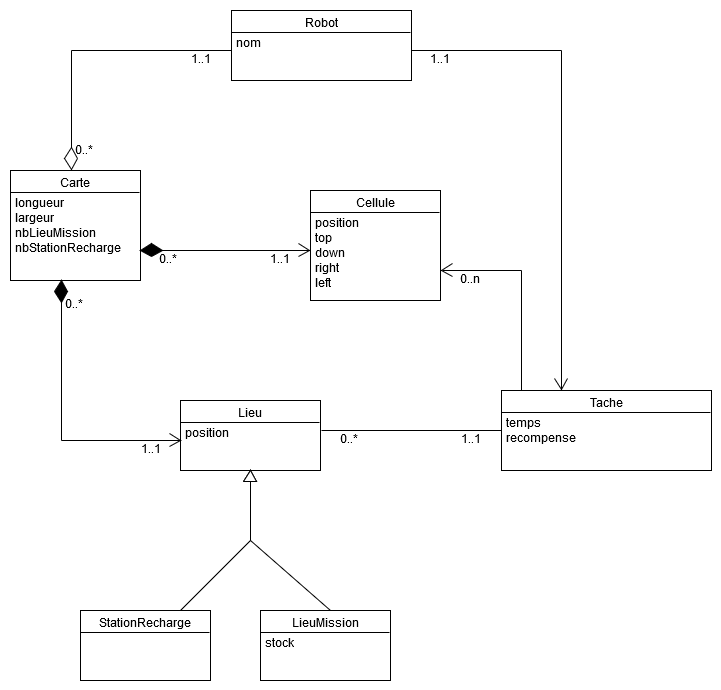 Robot
nom
1..1
1..1
0..*
Carte
longueur
largeur
nbLieuMission
nbStationRecharge
Cellule
position
top
down
right
left
0..*
1..1
0..n
0..*
Tache
temps
recompense
Lieu
position
0..*
1..1
1..1
StationRecharge
LieuMission
stock